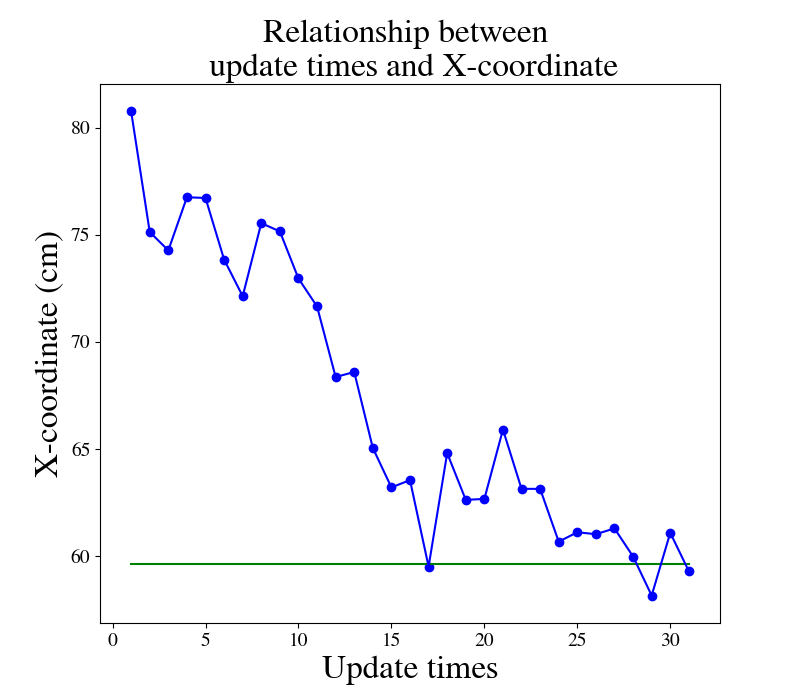 Relationship between
update times and X-coordinate
X-coordinate (cm)
80
75
70
65
60
0 5 10 15 20 25 30
Update times